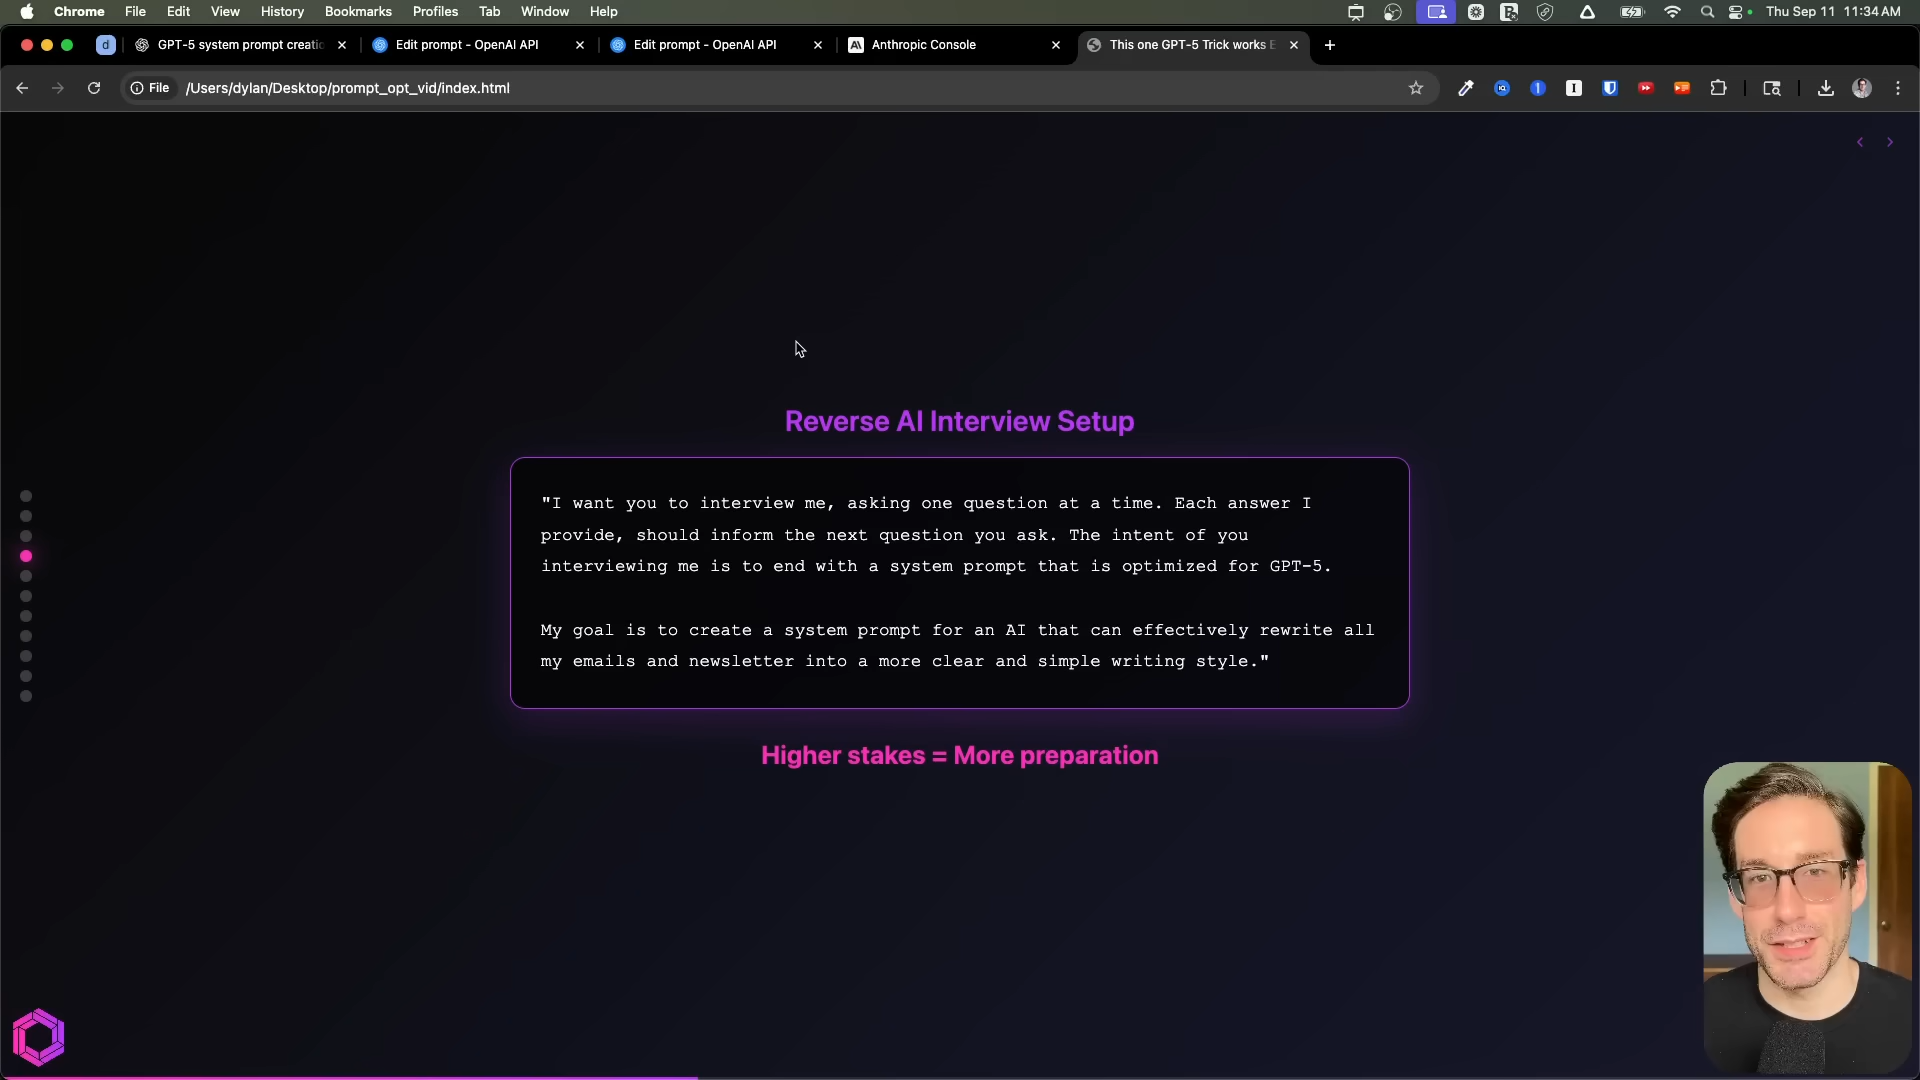 Chrome File Edit View History Bookmarks Profiles Tab Window Help Thu Sep 11 11:34 AM
d GPT-5 system prompt creatio Edit prompt - OpenAI API Edit prompt - OpenAI API Anthropic Console This one GPT-5 Trick works E
File /Users/dylan/Desktop/prompt_opt_vid/index.html
Reverse AI Interview Setup
"I want you to interview me, asking one question at a time. Each answer I
provide, should inform the next question you ask. The intent of you
interviewing me is to end with a system prompt that is optimized for GPT-5.
My goal is to create a system prompt for an AI that can effectively rewrite all
my emails and newsletter into a more clear and simple writing style."
Higher stakes = More preparation